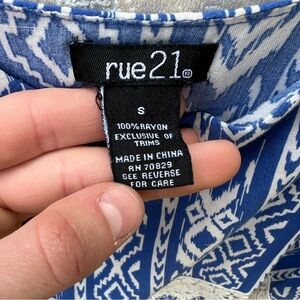 rue21®
S
100%RAYON
EXCLUSIVE OF
TRIMS
MADE IN CHINA
RN 70829
SEE REVERSE
FOR CARE